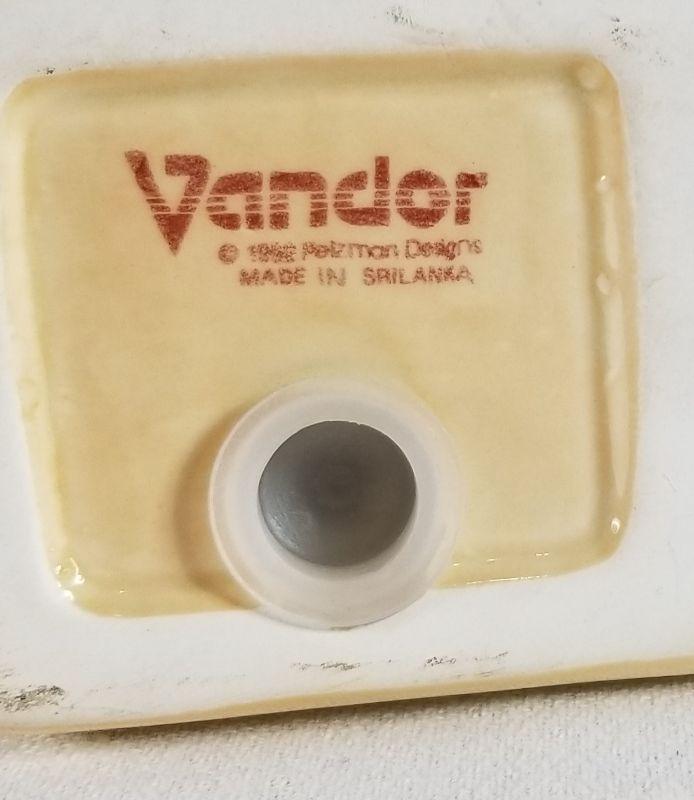 Vandor
© Pelzman Designs
MADE IN SRILANKA